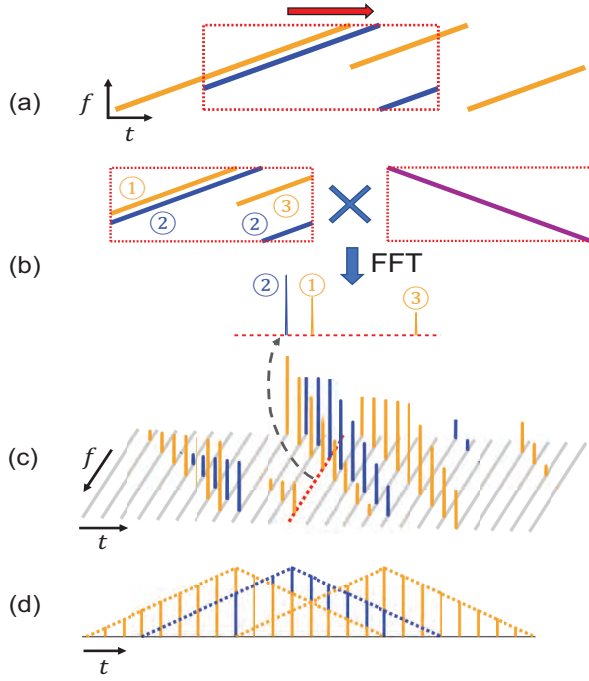 (a)
f
t
① ② ② ③
(b)
FFT
② ① ③
(c)
f
t
(d)
t